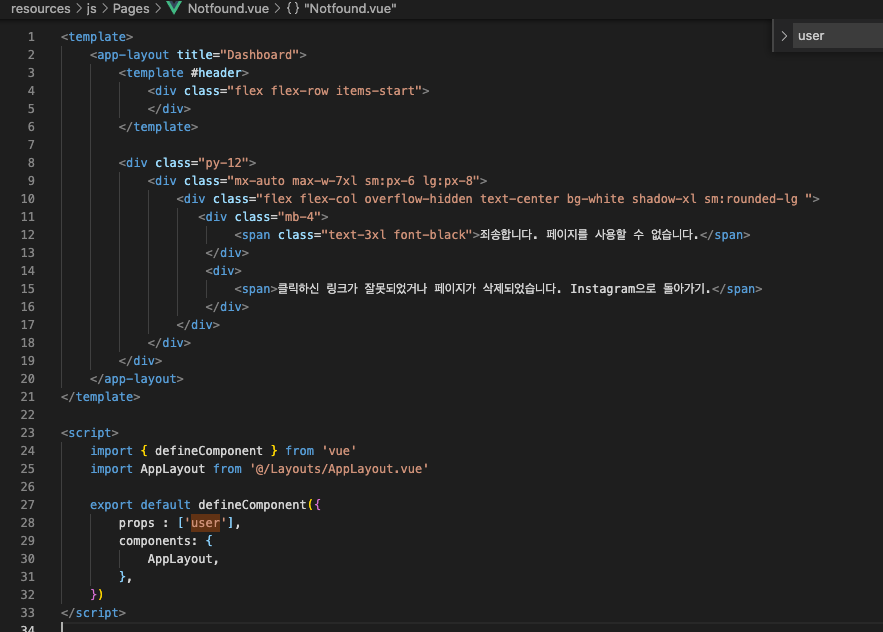 resources > js > Pages > Notfound.vue > {} "Notfound.vue"
> user
1 <template>
2 <app-layout title="Dashboard">
3 <template #header>
4 <div class="flex flex-row items-start">
5 </div>
6 </template>
7
8 <div class="py-12">
9 <div class="mx-auto max-w-7xl sm:px-6 lg:px-8">
10 <div class="flex flex-col overflow-hidden text-center bg-white shadow-xl sm:rounded-lg ">
11 <div class="mb-4">
12 <span class="text-3xl font-black">죄송합니다. 페이지를 사용할 수 없습니다.</span>
13 </div>
14 <div>
15 <span>클릭하신 링크가 잘못되었거나 페이지가 삭제되었습니다. Instagram으로 돌아가기.</span>
16 </div>
17 </div>
18 </div>
19 </div>
20 </app-layout>
21 </template>
22
23 <script>
24 import { defineComponent } from 'vue'
25 import AppLayout from '@/Layouts/AppLayout.vue'
26
27 export default defineComponent({
28 props : ['user'],
29 components: {
30 AppLayout,
31 },
32 })
33 </script>
34